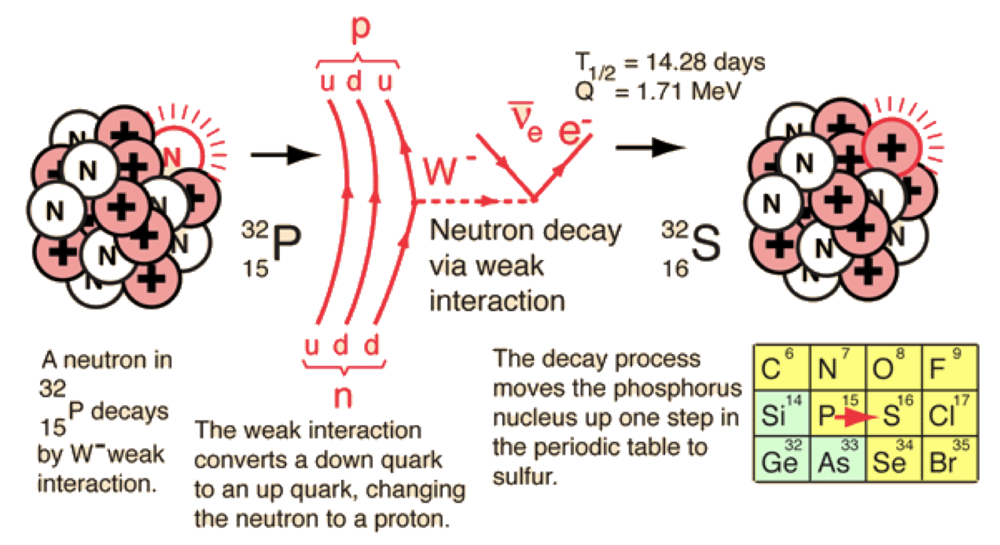 p
u d u
T1/2 = 14.28 days
Q = 1.71 MeV
ν̅e e-
N + N
+ N +
N + N +
+ N + N
N +
W-
32
15 P
Neutron decay
via weak
interaction
32
16 S
N + +
+ N +
N + N +
+ N + N
N +
u d d
n
A neutron in
32
15 P decays
by W- weak
interaction.
The weak interaction
converts a down quark
to an up quark, changing
the neutron to a proton.
The decay process
moves the phosphorus
nucleus up one step in
the periodic table to
sulfur.
C 6 N 7 O 8 F 9
Si 14 P 15 S 16 Cl 17
Ge 32 As 33 Se 34 Br 35